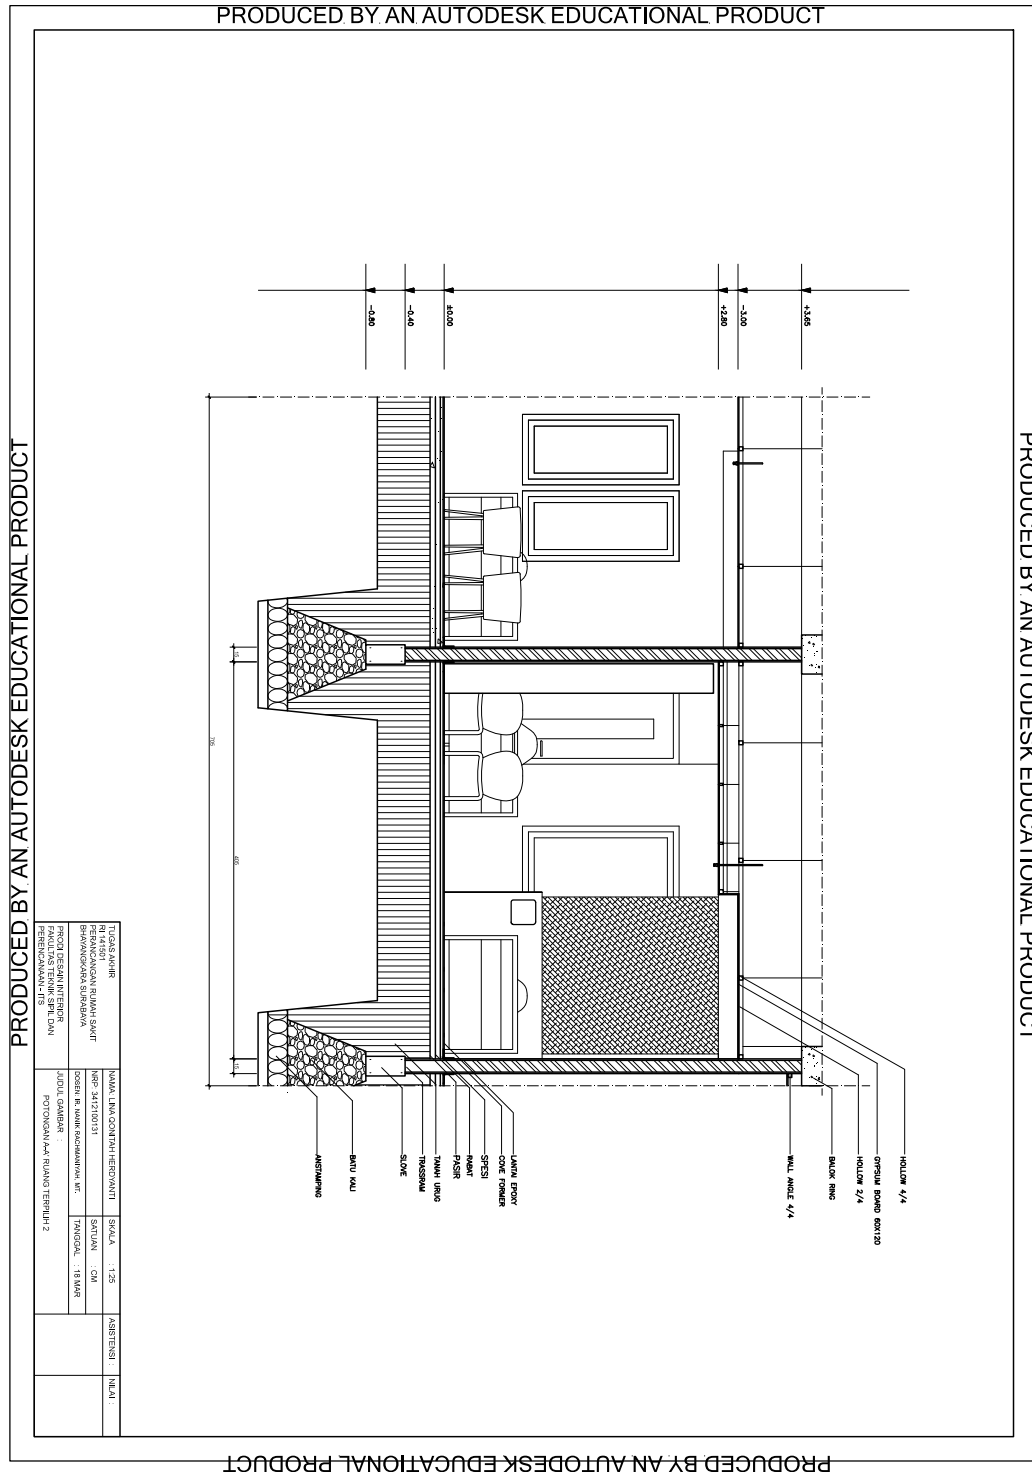 PRODUCED BY AN AUTODESK EDUCATIONAL PRODUCT
PRODUCED BY AN AUTODESK EDUCATIONAL PRODUCT
PRODUCED BY AN AUTODESK EDUCATIONAL PRODUCT
PRODUCED BY AN AUTODESK EDUCATIONAL PRODUCT
+3.65
-3.00
+2.80
±0.00
-0.40
-0.80
HOLLOW 4/4
GYPSUM BOARD 60X120
HOLLOW 2/4
BALOK RING
WALL ANGLE 4/4
LANTAI EPOXY
COVE FORMER
SPESI
RABAT
PASIR
TANAH URUG
TRASSRAM
SLOVE
BATU KALI
ANSTAMPING
15
405
15
705
TUGAS AKHIR
RI 141501
PERANCANGAN RUMAH SAKIT
BHAYANGKARA SURABAYA
PRODI DESAIN INTERIOR
FAKULTAS TEKNIK SIPIL DAN
PERENCANAAN - ITS
NAMA: LINA QONITAH HERDYANTI
NRP: 3412100131
DOSEN: IR. NANIK RACHMANIYAH, MT.
JUDUL GAMBAR :
POTONGAN A-A' RUANG TERPILIH 2
SKALA : 1:25
SATUAN : CM
TANGGAL : 18 MAR
ASISTENSI :
NILAI :